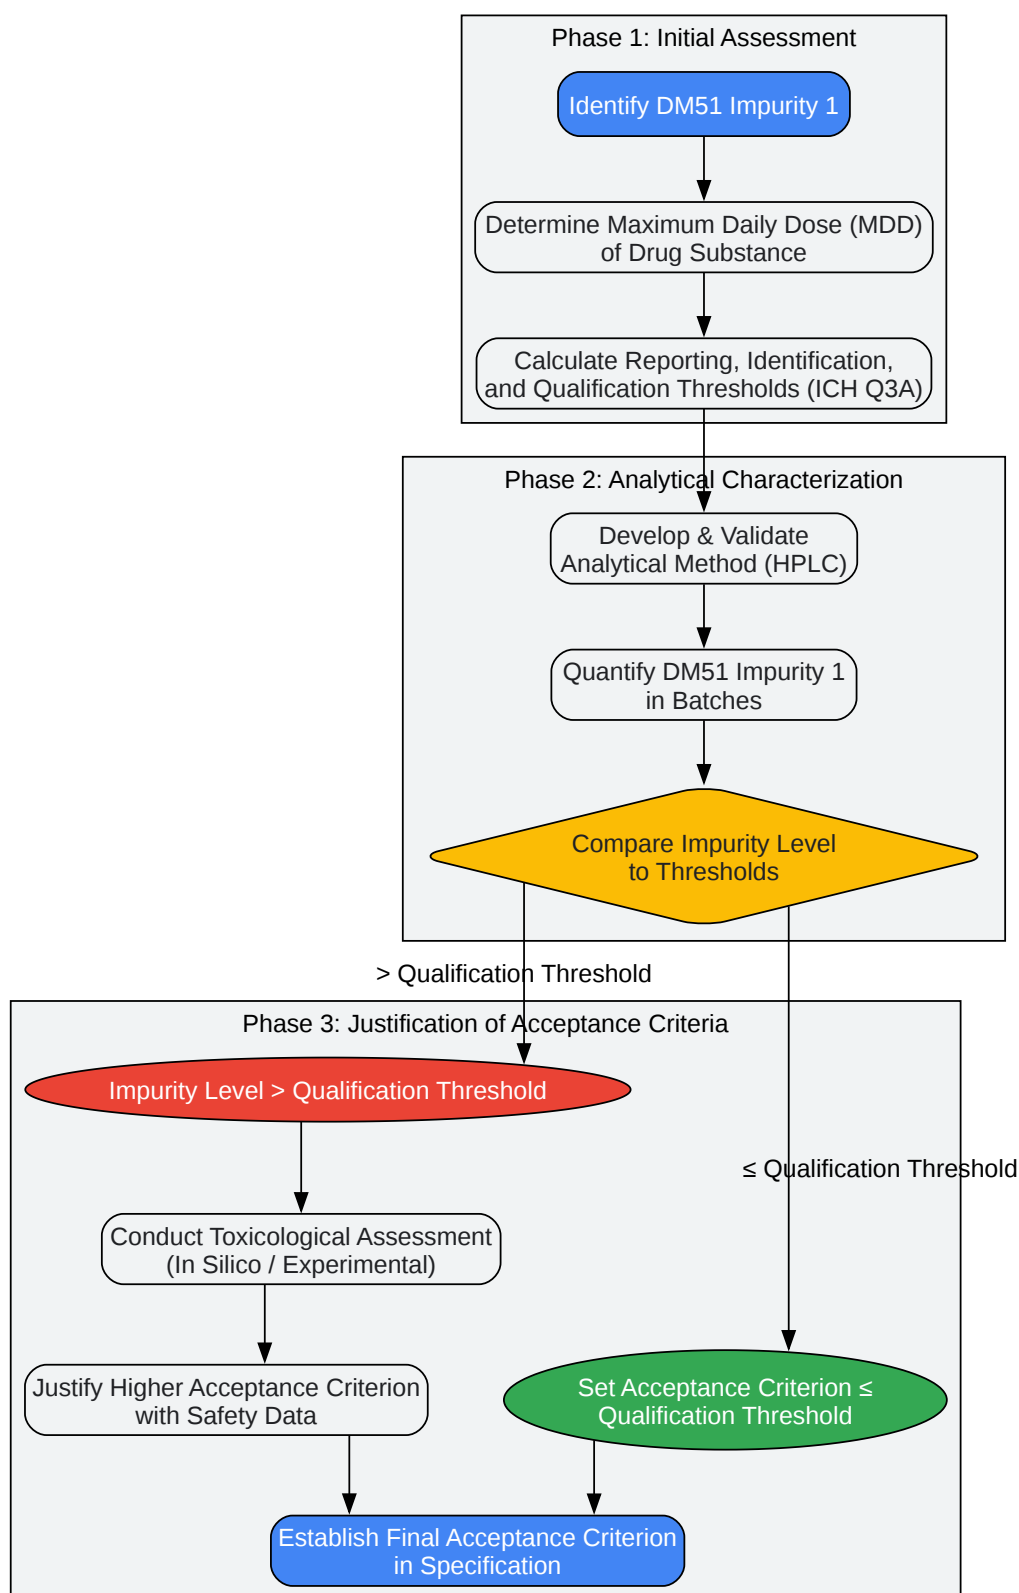 Phase 1: Initial Assessment
Identify DM51 Impurity 1
Determine Maximum Daily Dose (MDD)
of Drug Substance
Calculate Reporting, Identification,
and Qualification Thresholds (ICH Q3A)
Phase 2: Analytical Characterization
Develop & Validate
Analytical Method (HPLC)
Quantify DM51 Impurity 1
in Batches
Compare Impurity Level
to Thresholds
> Qualification Threshold
Phase 3: Justification of Acceptance Criteria
Impurity Level > Qualification Threshold
≤ Qualification Threshold
Conduct Toxicological Assessment
(In Silico / Experimental)
Justify Higher Acceptance Criterion
with Safety Data
Set Acceptance Criterion ≤
Qualification Threshold
Establish Final Acceptance Criterion
in Specification